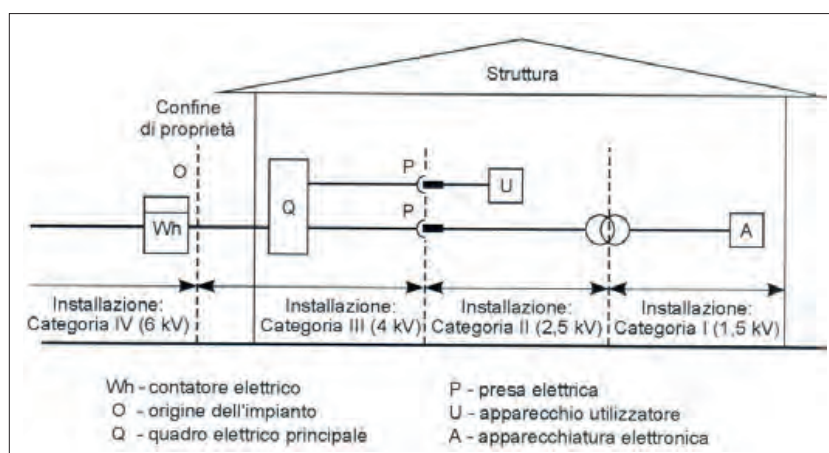 Struttura
Confine
di proprietà
O
P
U
Q
P
Wh
A
Installazione:
Categoria IV (6 kV)
Installazione:
Categoria III (4 kV)
Installazione:
Categoria II (2,5 kV)
Installazione:
Categoria I (1,5 kV)
Wh - contatore elettrico
O - origine dell'impianto
Q - quadro elettrico principale
P - presa elettrica
U - apparecchio utilizzatore
A - apparecchiatura elettronica